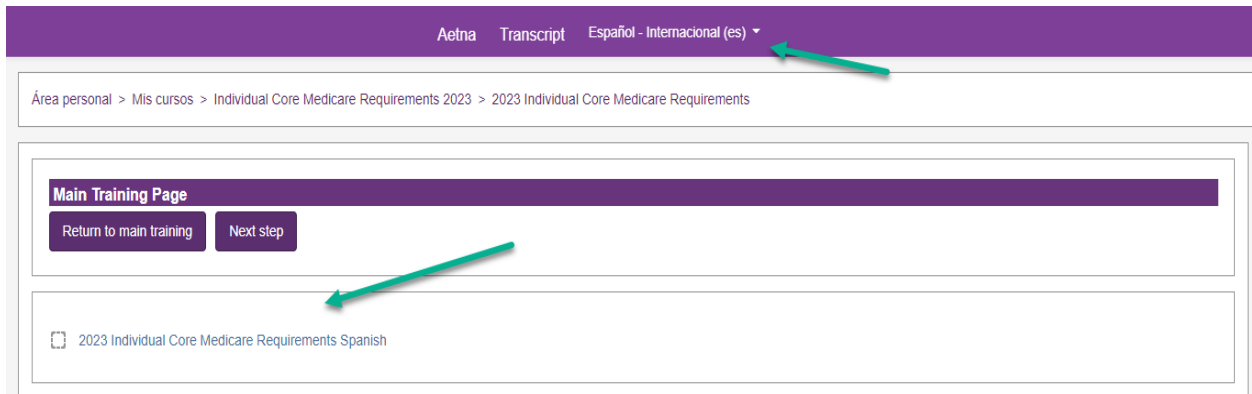 Aetna Transcript Español - Internacional (es)
Área personal > Mis cursos > Individual Core Medicare Requirements 2023 > 2023 Individual Core Medicare Requirements
Main Training Page
Return to main training Next step
2023 Individual Core Medicare Requirements Spanish